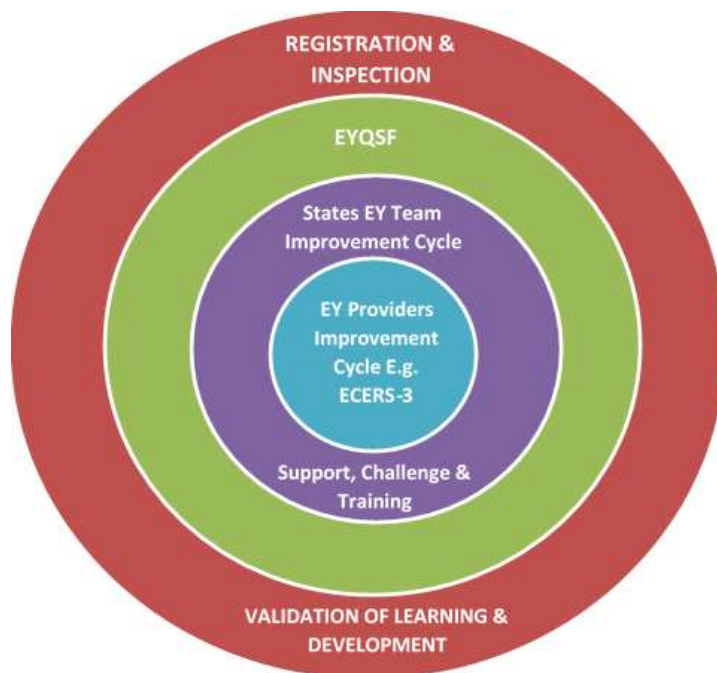 REGISTRATION &
INSPECTION
EYQSF
States EY Team
Improvement Cycle
EY Providers
Improvement
Cycle E.g.
ECERS-3
Support, Challenge &
Training
VALIDATION OF LEARNING &
DEVELOPMENT